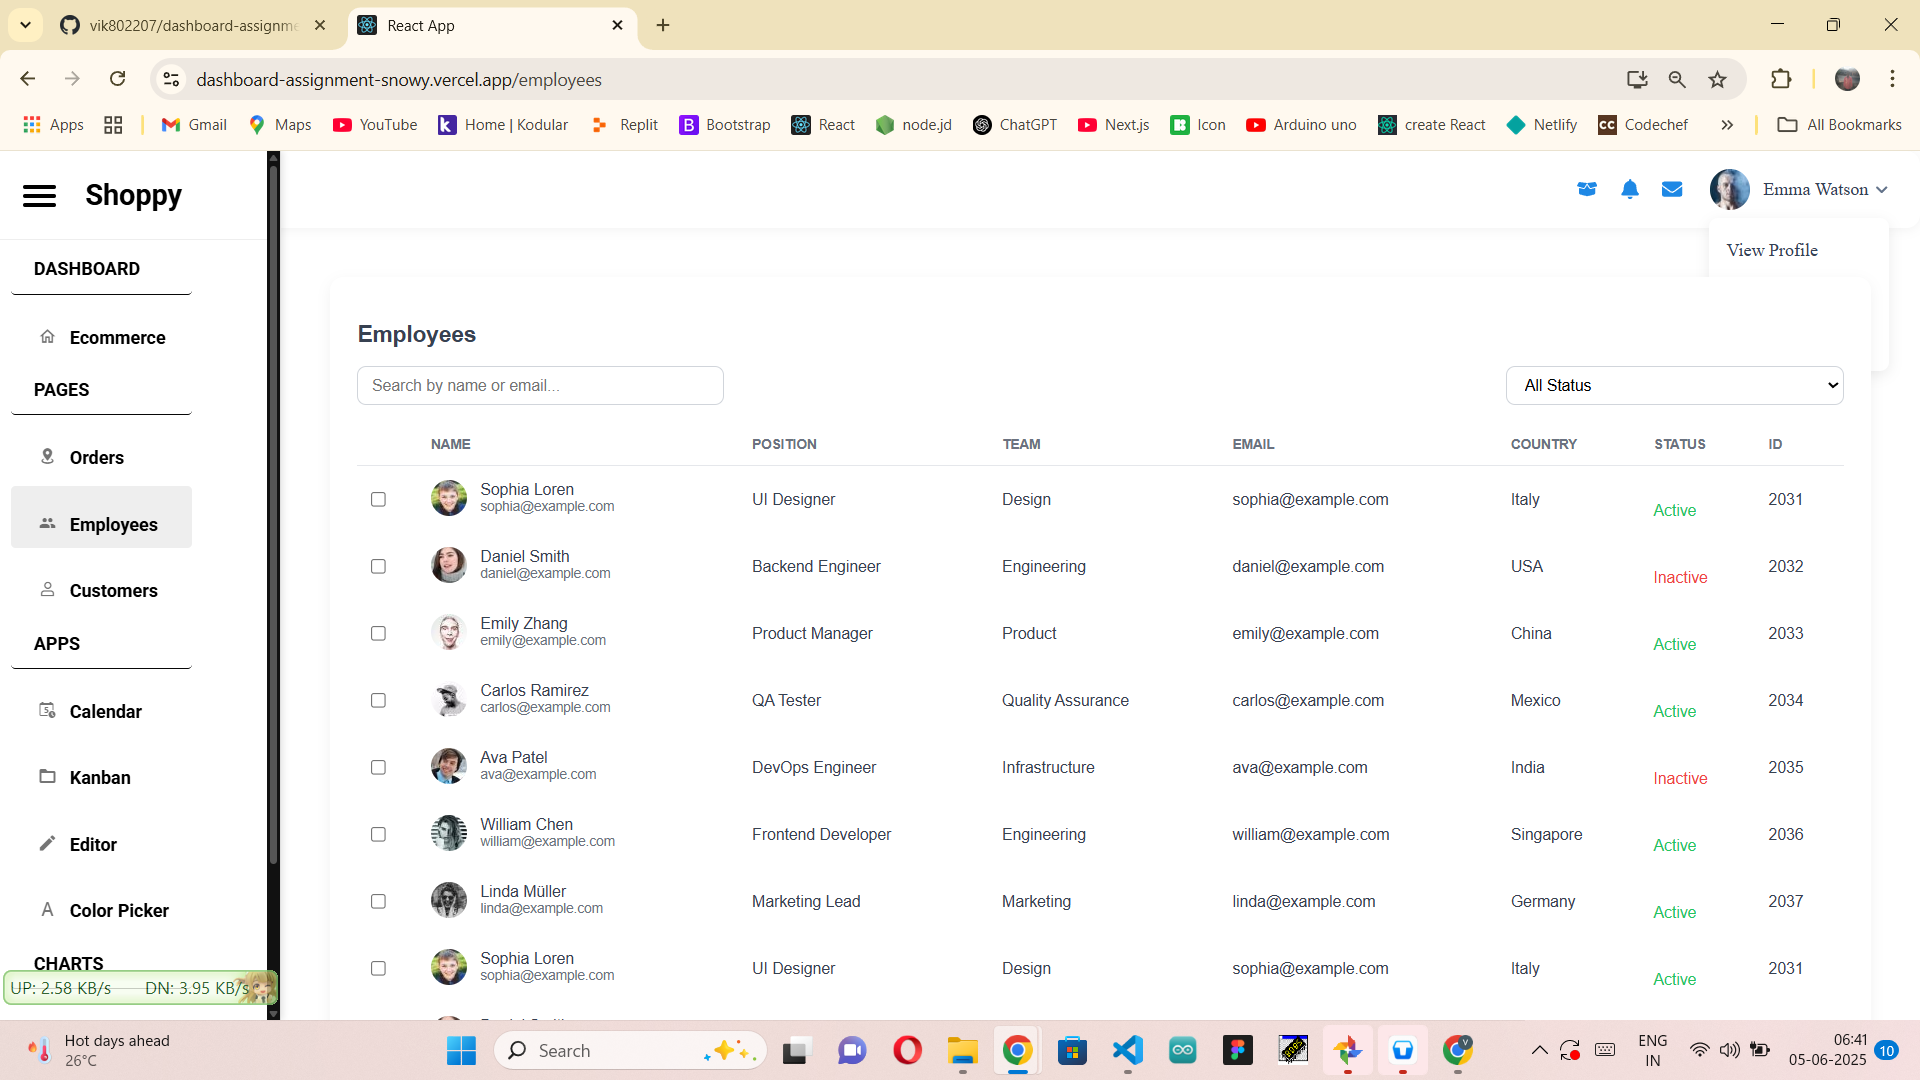 vik802207/dashboard-assignme
React App
dashboard-assignment-snowy.vercel.app/employees
Apps
Gmail
Maps
YouTube
Home | Kodular
Replit
Bootstrap
React
node.jd
ChatGPT
Next.js
Icon
Arduino uno
create React
Netlify
Codechef
All Bookmarks
Shoppy
Emma Watson
View Profile
DASHBOARD
Ecommerce
PAGES
Orders
Employees
Customers
APPS
Calendar
Kanban
Editor
Color Picker
CHARTS
UP: 2.58 KB/s DN: 3.95 KB/s
Employees
Search by name or email...
All Status
NAME POSITION TEAM EMAIL COUNTRY STATUS ID
Sophia Loren
sophia@example.com
UI Designer Design sophia@example.com Italy Active 2031
Daniel Smith
daniel@example.com
Backend Engineer Engineering daniel@example.com USA Inactive 2032
Emily Zhang
emily@example.com
Product Manager Product emily@example.com China Active 2033
Carlos Ramirez
carlos@example.com
QA Tester Quality Assurance carlos@example.com Mexico Active 2034
Ava Patel
ava@example.com
DevOps Engineer Infrastructure ava@example.com India Inactive 2035
William Chen
william@example.com
Frontend Developer Engineering william@example.com Singapore Active 2036
Linda Müller
linda@example.com
Marketing Lead Marketing linda@example.com Germany Active 2037
Sophia Loren
sophia@example.com
UI Designer Design sophia@example.com Italy Active 2031
Hot days ahead
26°C
Search
ENG
IN
06:41
05-06-2025
10